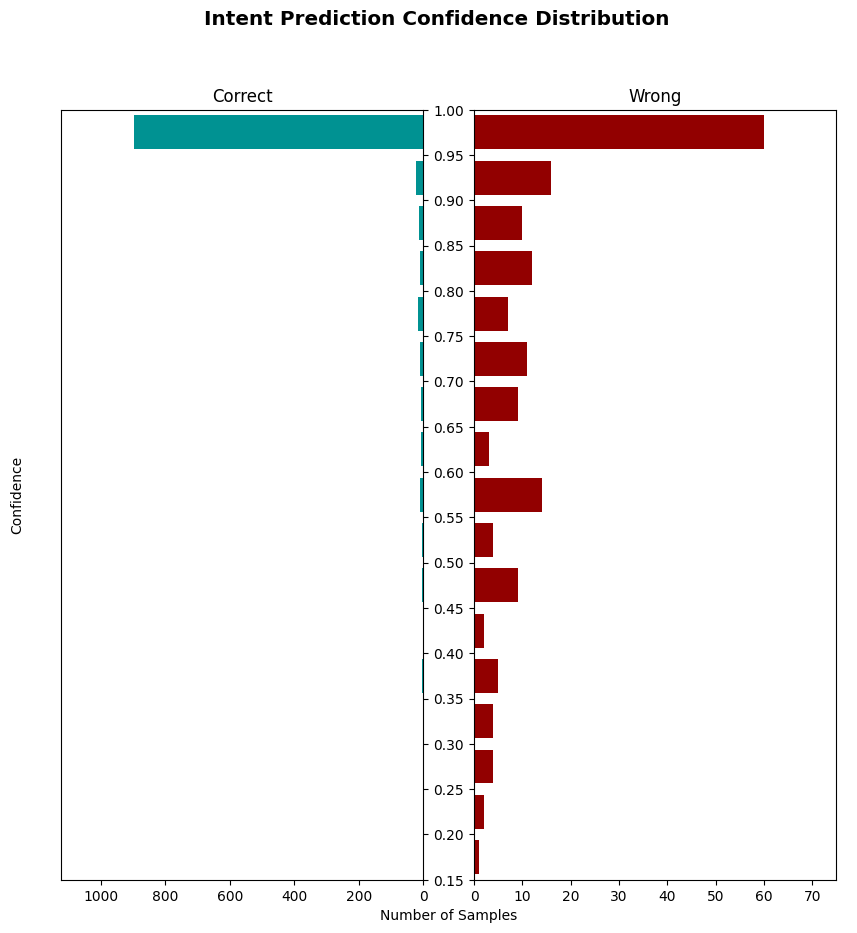 Intent Prediction Confidence Distribution
Correct
Wrong
Confidence
1.00
0.95
0.90
0.85
0.80
0.75
0.70
0.65
0.60
0.55
0.50
0.45
0.40
0.35
0.30
0.25
0.20
0.15
1000 800 600 400 200 0
0 10 20 30 40 50 60 70
Number of Samples